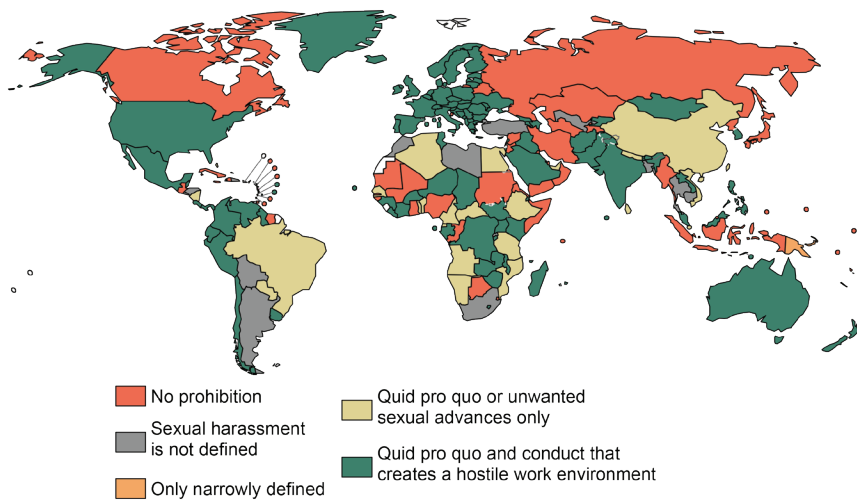 No prohibition
Sexual harassment
is not defined
Only narrowly defined
Quid pro quo or unwanted
sexual advances only
Quid pro quo and conduct that
creates a hostile work environment